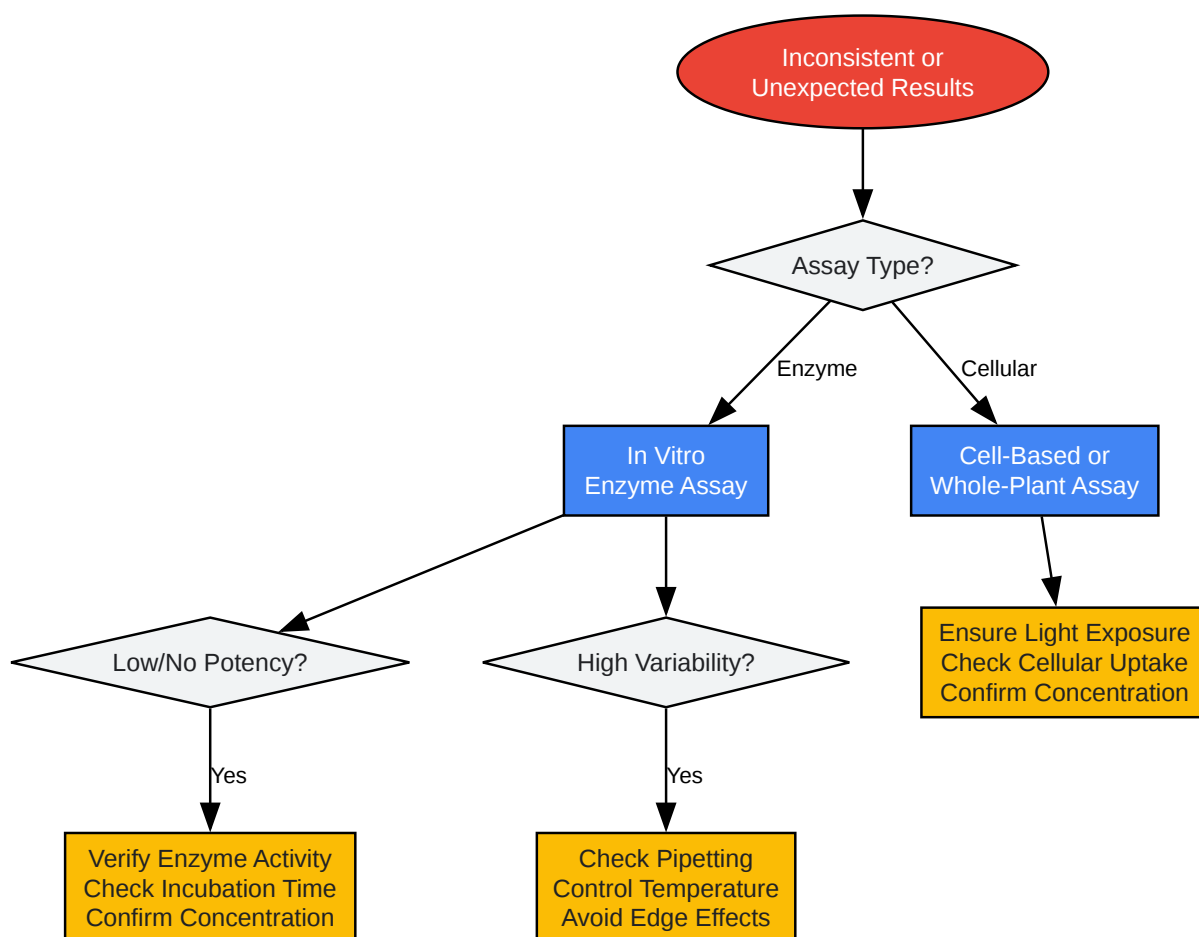 Inconsistent or
Unexpected Results
Assay Type?
Enzyme
Cellular
In Vitro
Enzyme Assay
Cell-Based or
Whole-Plant Assay
Low/No Potency?
High Variability?
Ensure Light Exposure
Check Cellular Uptake
Confirm Concentration
Yes
Yes
Verify Enzyme Activity
Check Incubation Time
Confirm Concentration
Check Pipetting
Control Temperature
Avoid Edge Effects